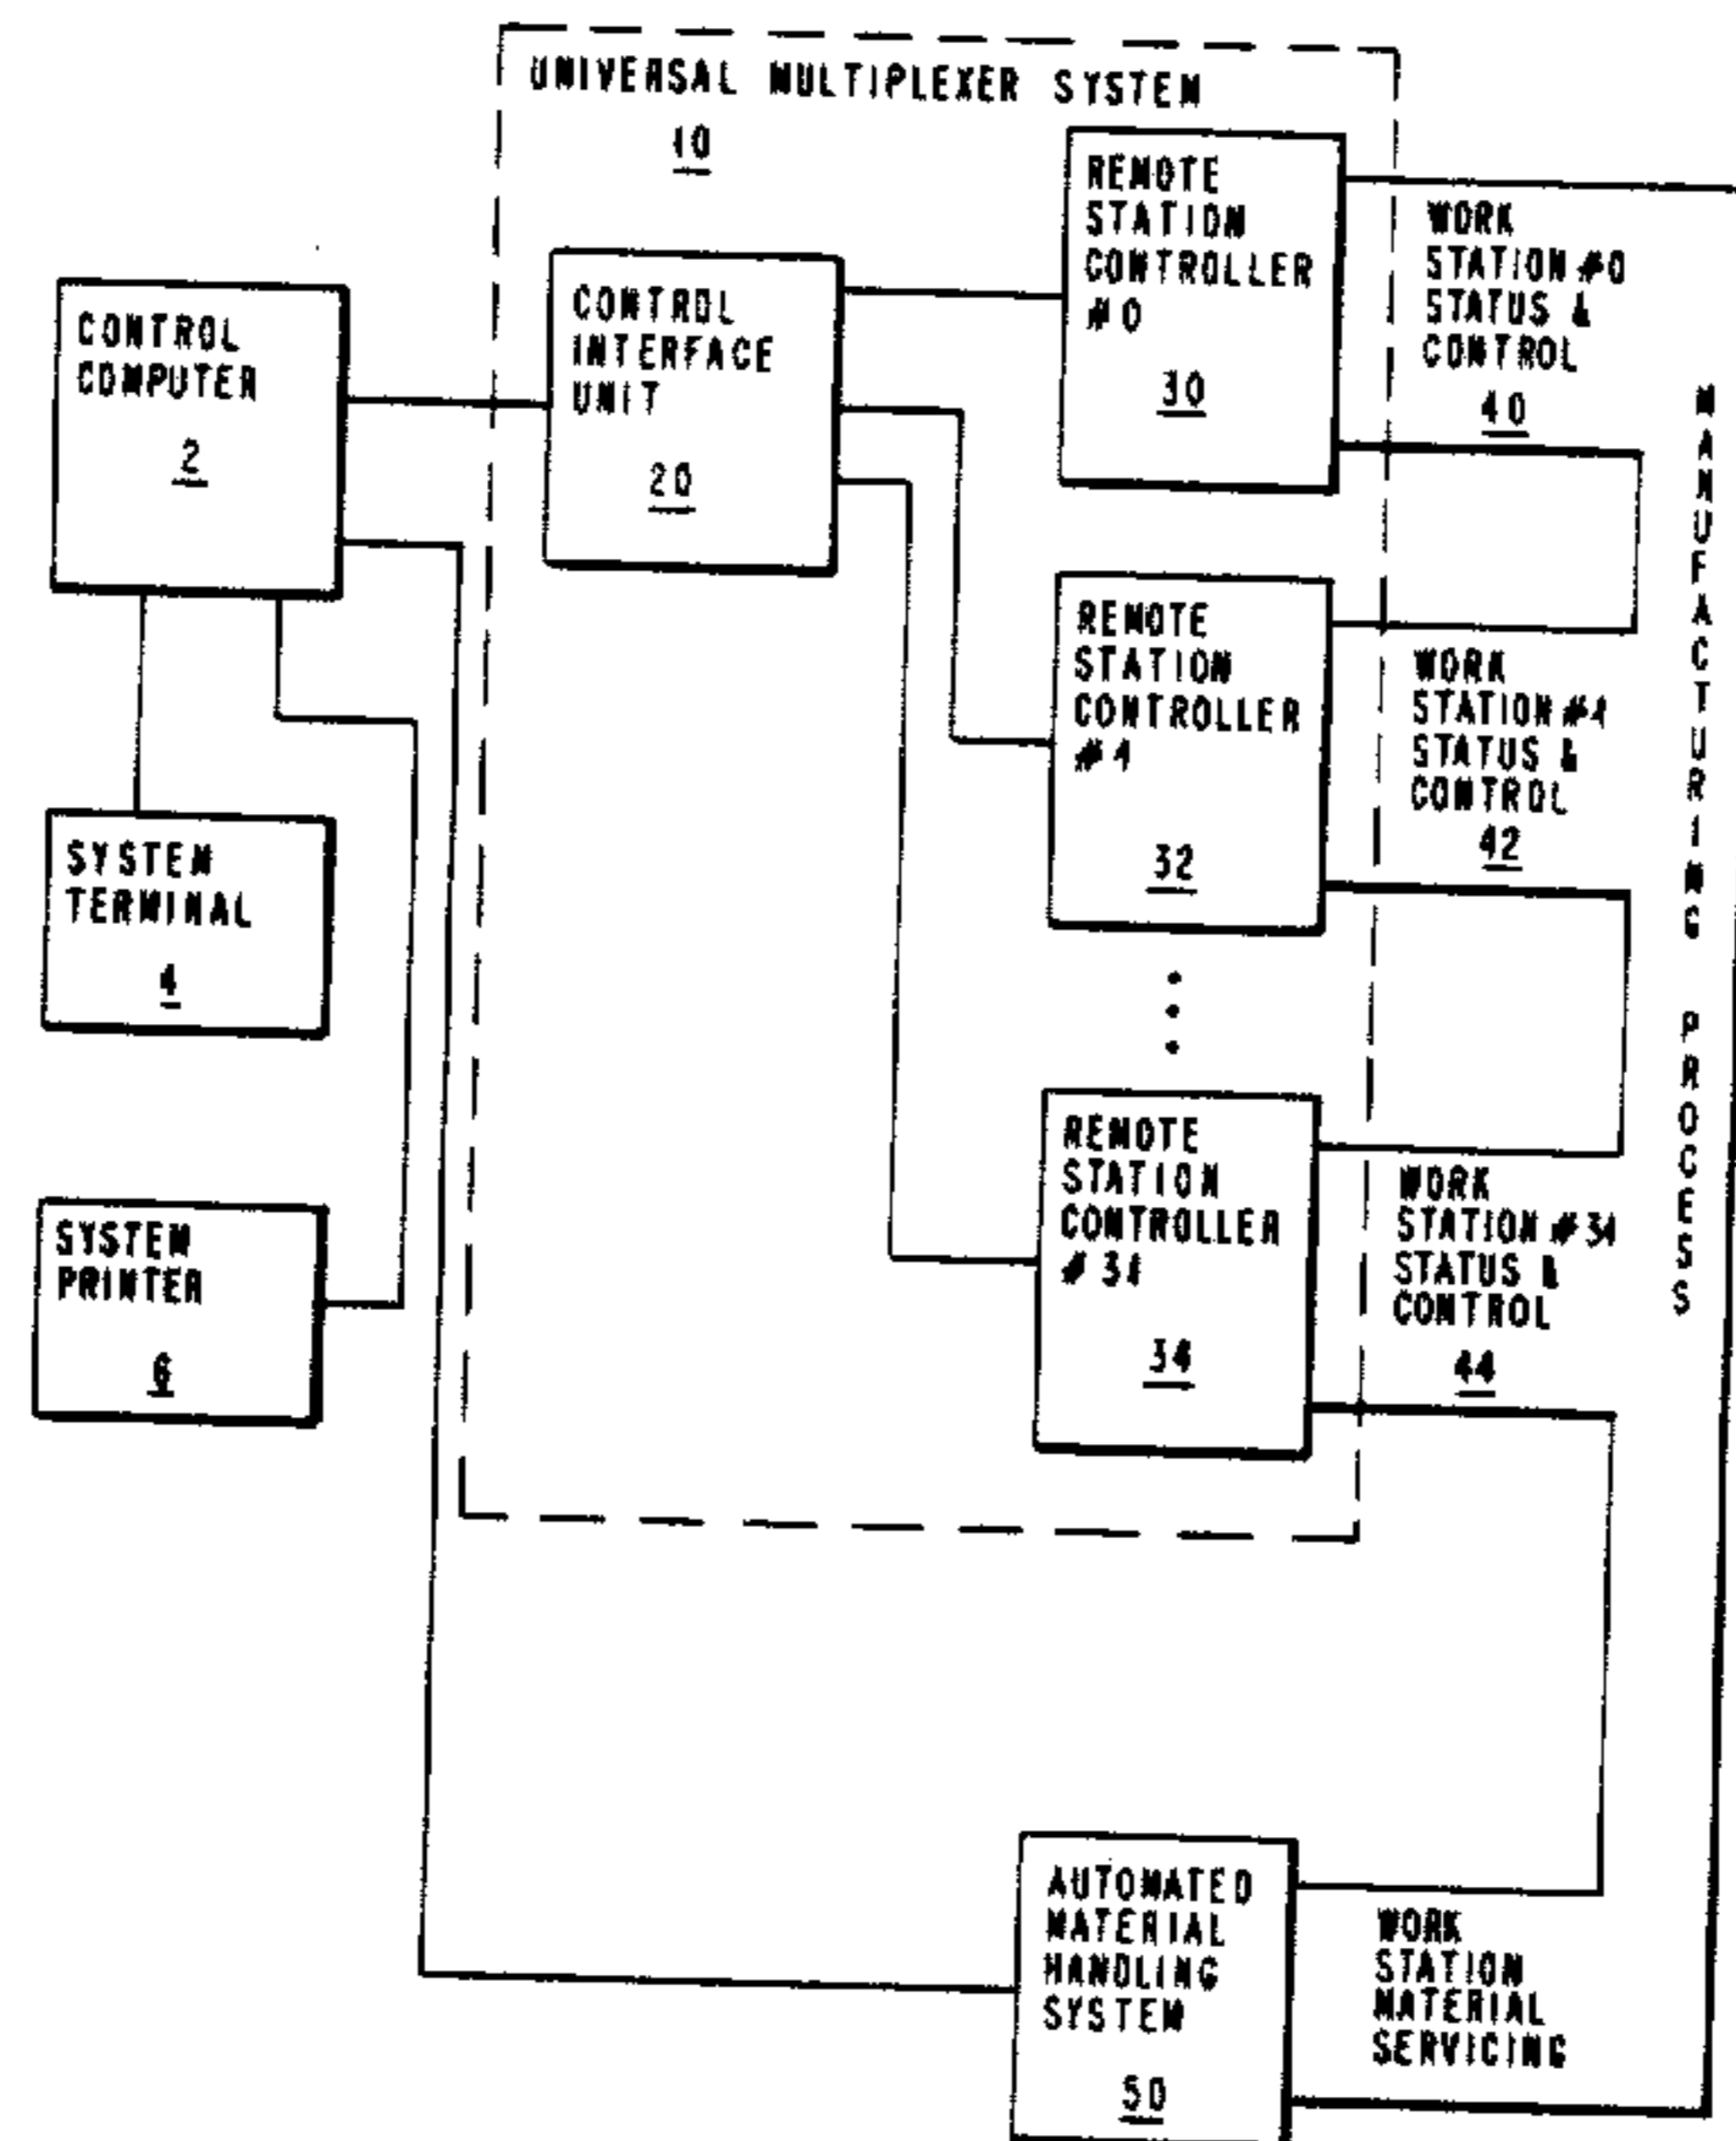 UNIVERSAL MULTIPLEXER SYSTEM
10
CONTROL
COMPUTER
2
CONTROL
INTERFACE
UNIT
20
REMOTE
STATION
CONTROLLER
#0
30
WORK
STATION #0
STATUS &
CONTROL
40
REMOTE
STATION
CONTROLLER
#1
32
WORK
STATION #1
STATUS &
CONTROL
42
SYSTEM
TERMINAL
4
SYSTEM
PRINTER
6
REMOTE
STATION
CONTROLLER
#31
34
WORK
STATION #31
STATUS &
CONTROL
44
MANUFACTURING PROCESS
AUTOMATED
MATERIAL
HANDLING
SYSTEM
50
WORK
STATION
MATERIAL
SERVICING